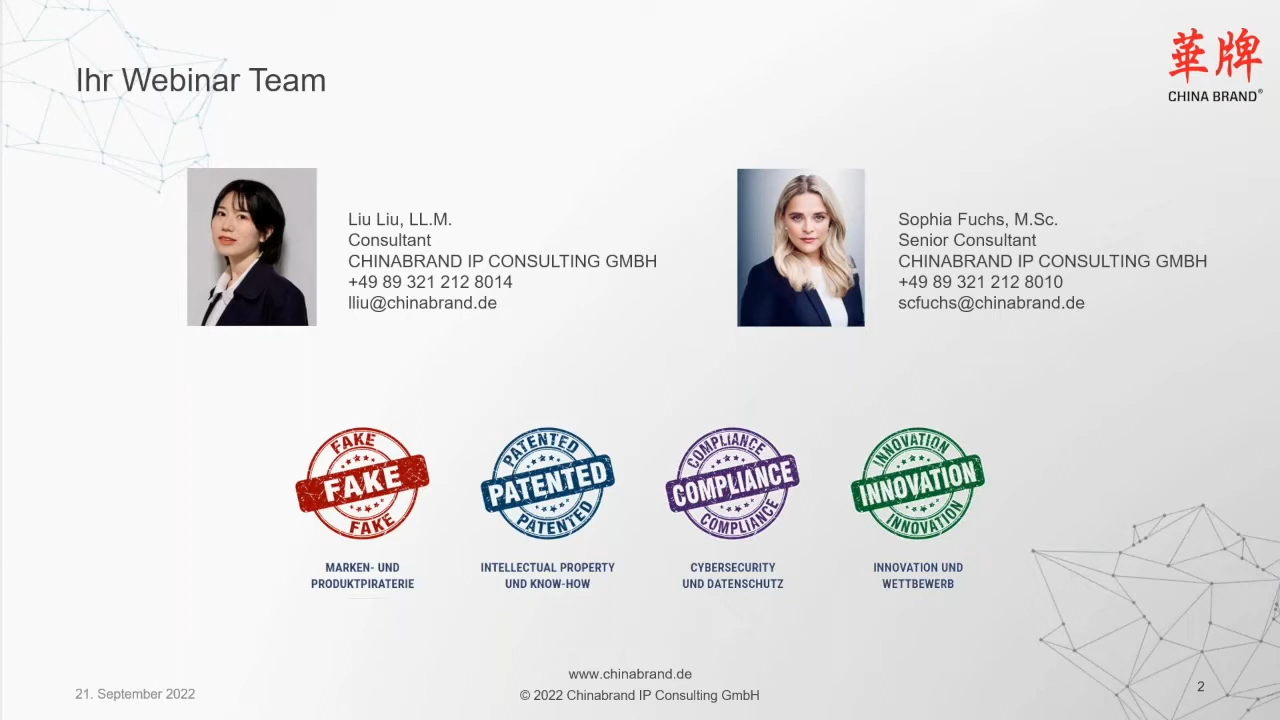 Ihr Webinar Team
華牌
CHINA BRAND®
Liu Liu, LL.M.
Consultant
CHINABRAND IP CONSULTING GMBH
+49 89 321 212 8014
lliu@chinabrand.de
Sophia Fuchs, M.Sc.
Senior Consultant
CHINABRAND IP CONSULTING GMBH
+49 89 321 212 8010
scfuchs@chinabrand.de
FAKE
FAKE
FAKE
MARKEN- UND
PRODUKTPIRATERIE
PATENTED
PATENTED
PATENTED
INTELLECTUAL PROPERTY
UND KNOW-HOW
COMPLIANCE
COMPLIANCE
COMPLIANCE
CYBERSECURITY
UND DATENSCHUTZ
INNOVATION
INNOVATION
INNOVATION
INNOVATION UND
WETTBEWERB
21. September 2022
www.chinabrand.de
© 2022 Chinabrand IP Consulting GmbH
2